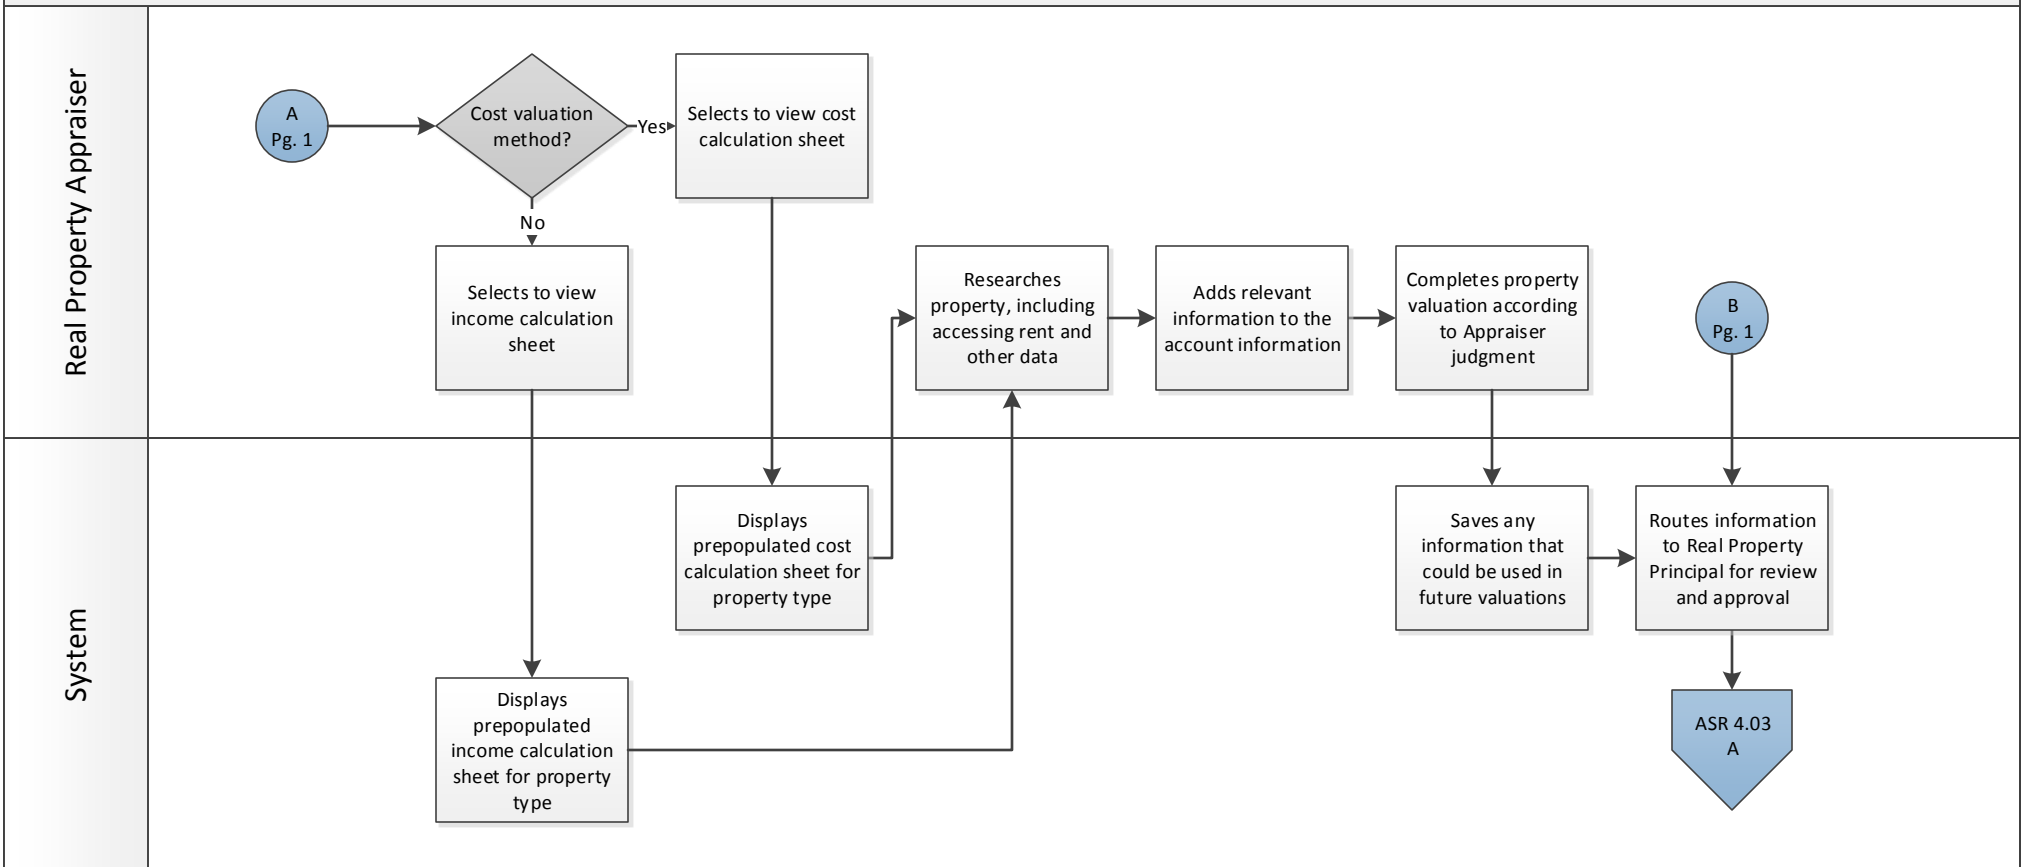 Real Property Appraiser
A
Pg. 1
Cost valuation
method?
Yes
Selects to view cost
calculation sheet
No
Selects to view
income calculation
sheet
Researches
property, including
accessing rent and
other data
Adds relevant
information to the
account information
Completes property
valuation according
to Appraiser
judgment
B
Pg. 1
System
Displays
prepopulated cost
calculation sheet for
property type
Saves any
information that
could be used in
future valuations
Routes information
to Real Property
Principal for review
and approval
Displays
prepopulated
income calculation
sheet for property
type
ASR 4.03
A